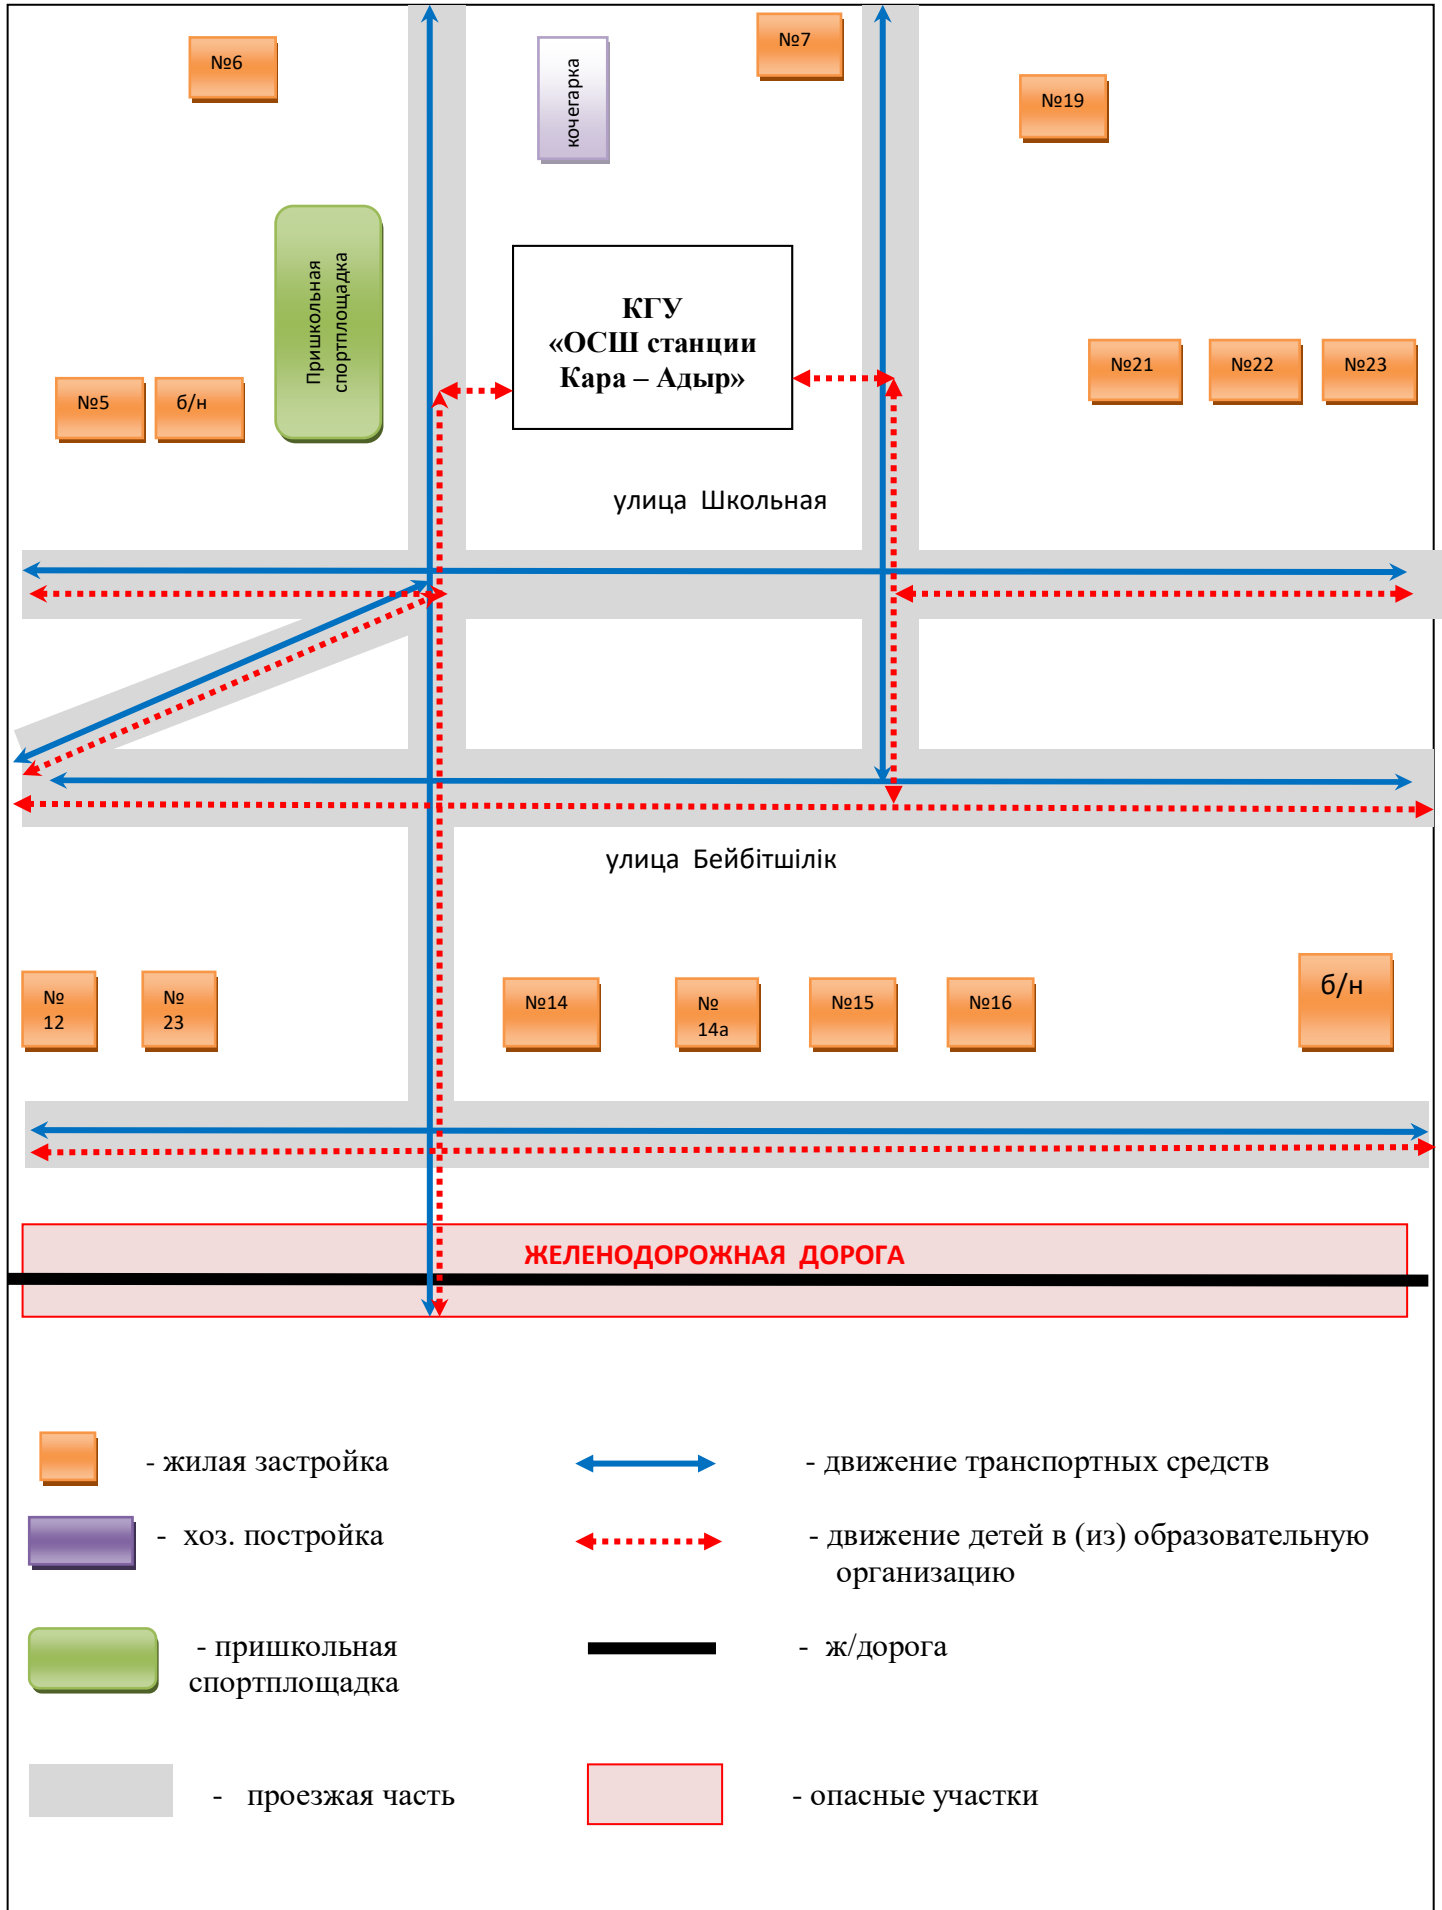 №6
кочегарка
№7
№19
Пришкольная
спортплощадка
КГУ
«ОСШ станции
Кара – Адыр»
№21
№22
№23
№5
б/н
улица Школьная
улица Бейбітшілік
№
12
№
23
№14
№
14а
№15
№16
б/н
ЖЕЛЕНОДОРОЖНАЯ ДОРОГА
- жилая застройка
- движение транспортных средств
- хоз. постройка
- движение детей в (из) образовательную
организацию
- пришкольная
спортплощадка
- ж/дорога
- проезжая часть
- опасные участки